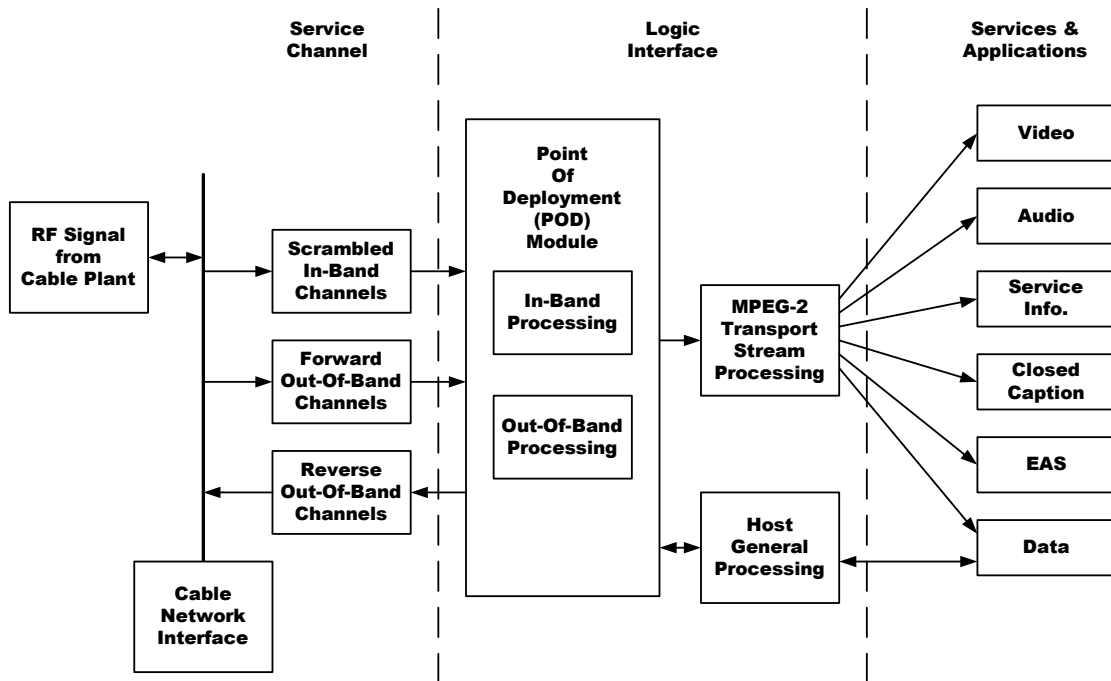 Service
Channel
Logic
Interface
Services &
Applications
RF Signal
from
Cable Plant
Scrambled
In-Band
Channels
Forward
Out-Of-Band
Channels
Reverse
Out-Of-Band
Channels
Cable
Network
Interface
Point
Of
Deployment
(POD)
Module
In-Band
Processing
Out-Of-Band
Processing
MPEG-2
Transport
Stream
Processing
Host
General
Processing
Video
Audio
Service
Info.
Closed
Caption
EAS
Data